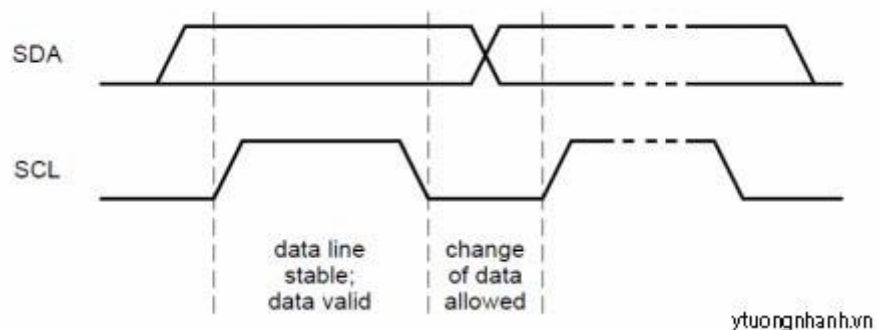 SDA
SCL
data line
stable;
data valid
change
of data
allowed
ytuongnhanh.vn